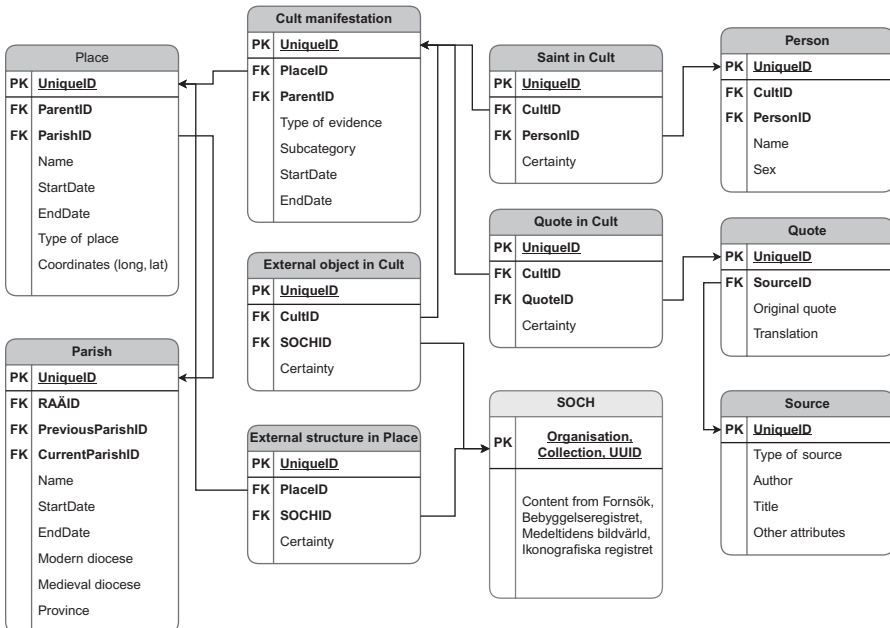 Place
PK UniqueID
FK ParentID
FK ParishID
Name
StartDate
EndDate
Type of place
Coordinates (long, lat)
Parish
PK UniqueID
FK RAÄID
FK PreviousParishID
FK CurrentParishID
Name
StartDate
EndDate
Modern diocese
Medieval diocese
Province
Cult manifestation
PK UniqueID
FK PlaceID
FK ParentID
Type of evidence
Subcategory
StartDate
EndDate
External object in Cult
PK UniqueID
FK CultID
FK SOCHID
Certainty
External structure in Place
PK UniqueID
FK PlaceID
FK SOCHID
Certainty
Saint in Cult
PK UniqueID
FK CultID
FK PersonID
Certainty
Quote in Cult
PK UniqueID
FK CultID
FK QuoteID
Certainty
SOCH
PK Organisation,
Collection, UUID
Content from Fornsök,
Bebyggelseregistret,
Medeltidens bildvärld,
Ikonografiska registret
Person
PK UniqueID
FK CultID
FK PersonID
Name
Sex
Quote
PK UniqueID
FK SourceID
Original quote
Translation
Source
PK UniqueID
Type of source
Author
Title
Other attributes